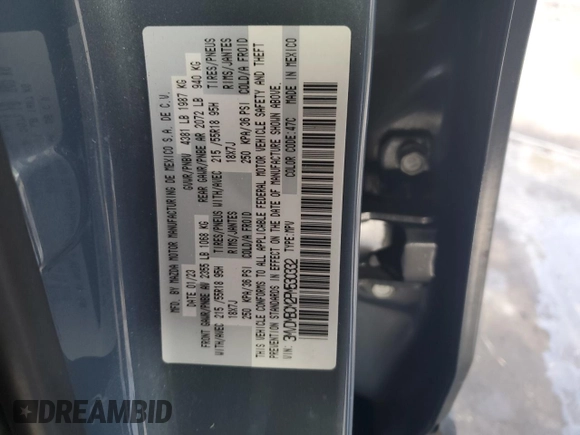 MFD. BY MAZDA MOTOR MANUFACTURING DE MEXICO S.A. DE C.V.
DATE 01/23 GVWR/PNBV 4381 LB 1987 KG
FRONT GAWR/PNBE AV 2355 LB 1068 KG REAR GAWR/PNBE AR 2072 LB 940 KG
WITH/AVEC 215 /55R18 95H TIRES/PNEUS WITH/AVEC 215 /55R18 95H TIRES/PNEUS
18X7J RIMS/JANTES 18X7J RIMS/JANTES
250 KPA/36 PSI COLD/A FROID 250 KPA/36 PSI COLD/A FROID
THIS VEHICLE CONFORMS TO ALL APPLICABLE FEDERAL MOTOR VEHICLE SAFETY AND THEFT
PREVENTION STANDARDS IN EFFECT ON THE DATE OF MANUFACTURE SHOWN ABOVE.
VIN: TYPE:MPV COLOR CODE:47C MADE IN MEXICO
DREAMBID